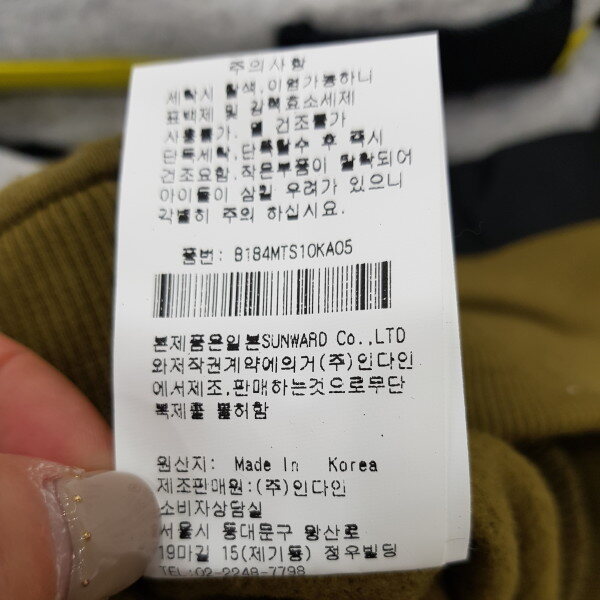 주의사항
세탁시 탈색,이염가능하니
표백제 및 강력효소세제
사용불가. 열 건조불가
단독세탁,단독탈수 후 즉시
건조요함.작은부품이 탈락되어
아이들이 삼킬 우려가 있으니
각별히 주의 하십시요.
품번: B184MTS10KA05
본제품은일본SUNWARD Co.,LTD
와저작권계약에의거(주)인다인
에서제조,판매하는것으로무단
복제를 불허함
원산지: Made In Korea
제조판매원:(주)인다인
소비자상담실
서울시 동대문구 왕산로
19마길 15(제기동) 정우빌딩
TEL:02-2248-7798